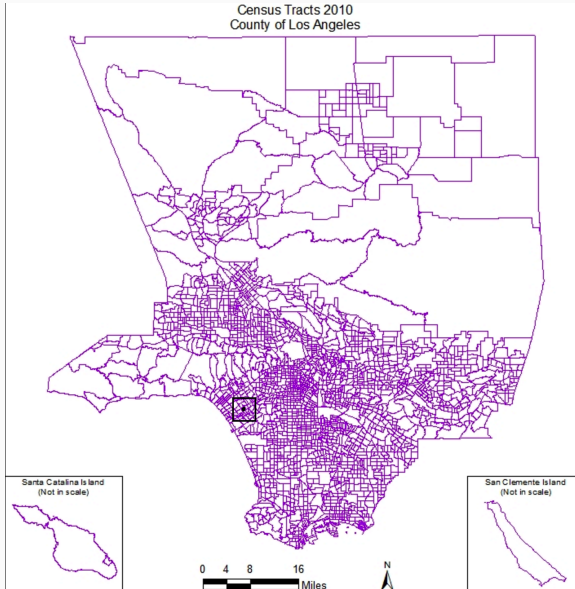 Census Tracts 2010
County of Los Angeles
Santa Catalina Island
(Not in scale)
San Clemente Island
(Not in scale)
0 4 8 16
Miles
N